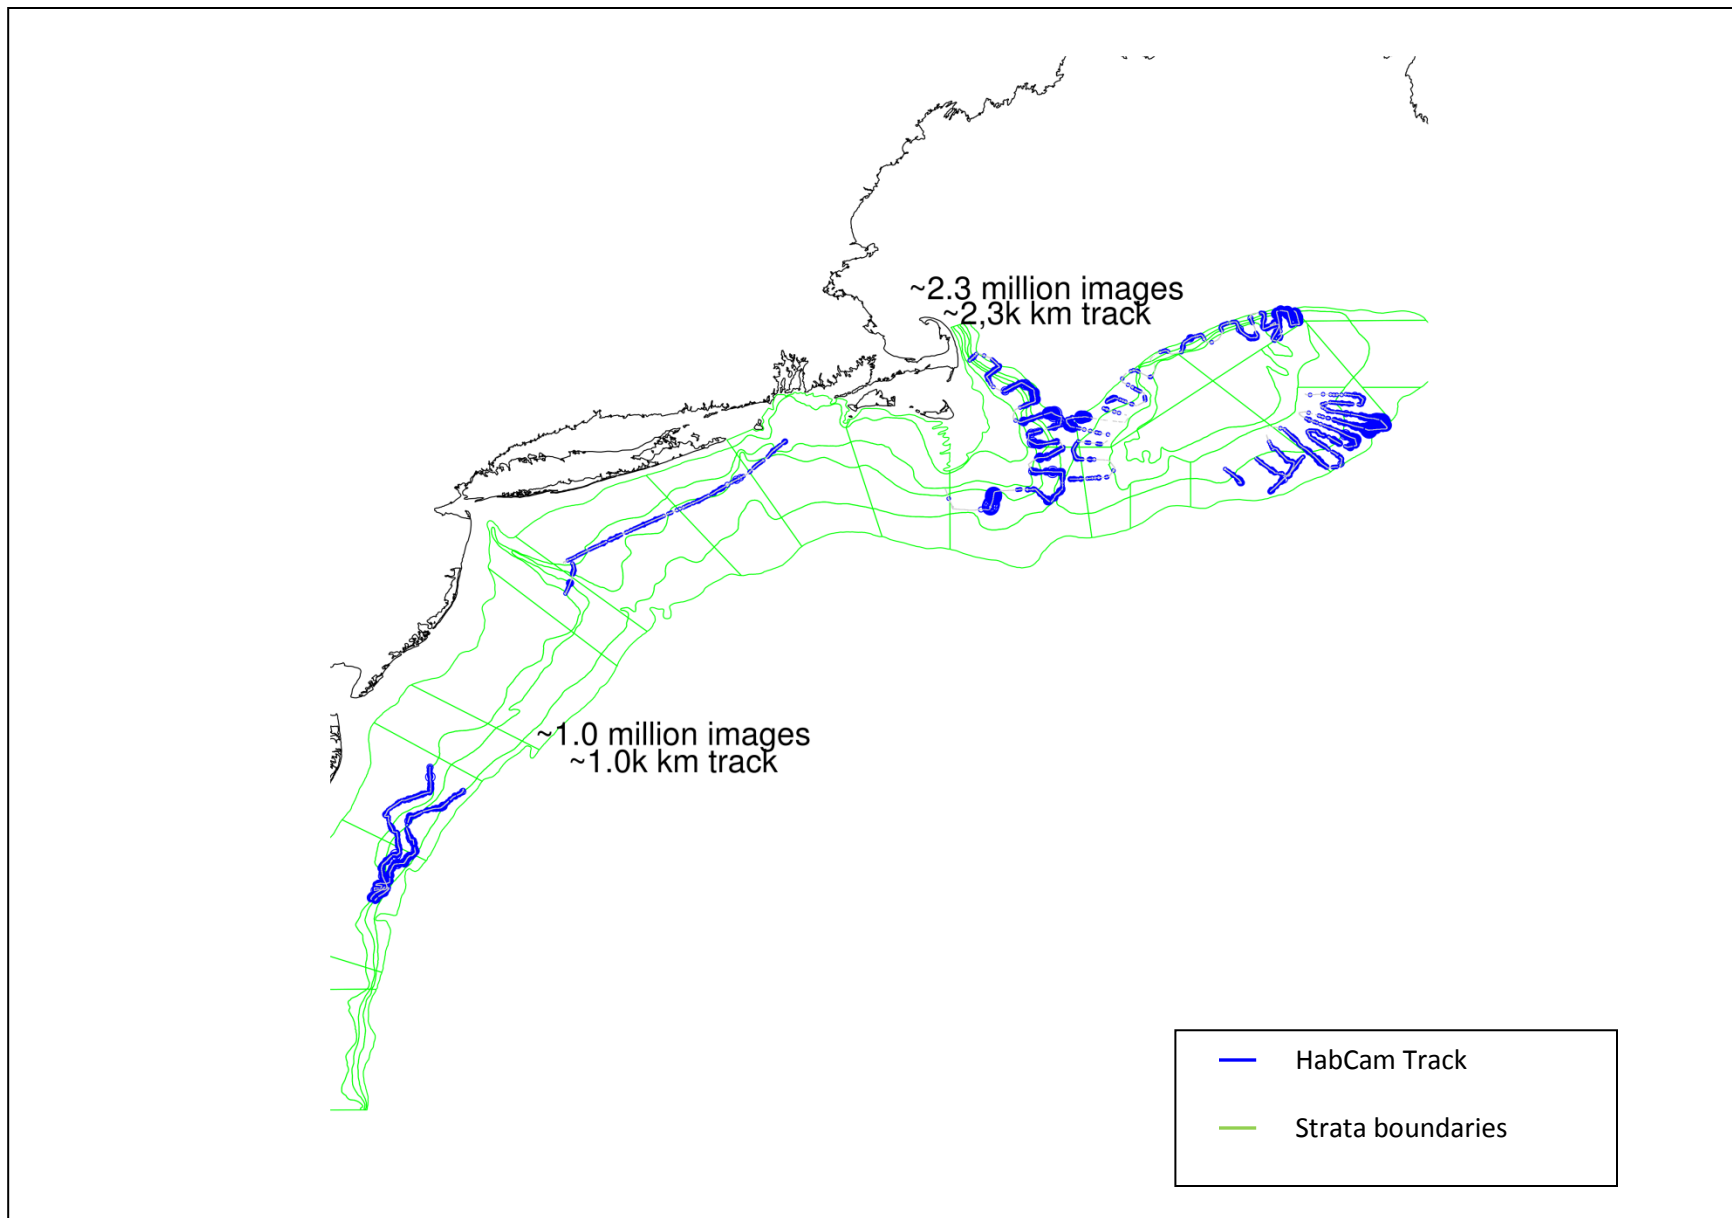 ~2.3 million images
~2,3k km track
~1.0 million images
~1.0k km track
HabCam Track
Strata boundaries